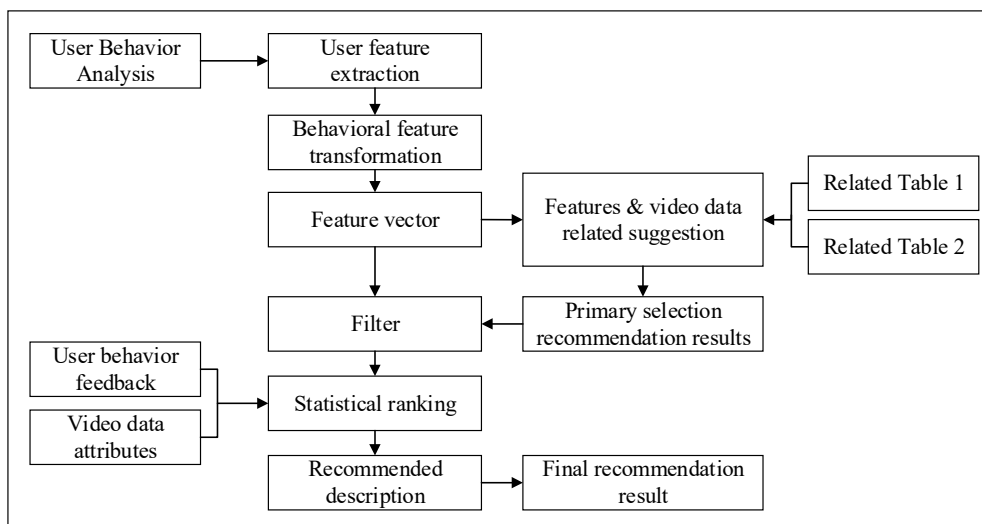 User Behavior
Analysis
User feature
extraction
Behavioral feature
transformation
Feature vector
Features & video data
related suggestion
Related Table 1
Related Table 2
Filter
Primary selection
recommendation results
User behavior
feedback
Video data
attributes
Statistical ranking
Recommended
description
Final recommendation
result